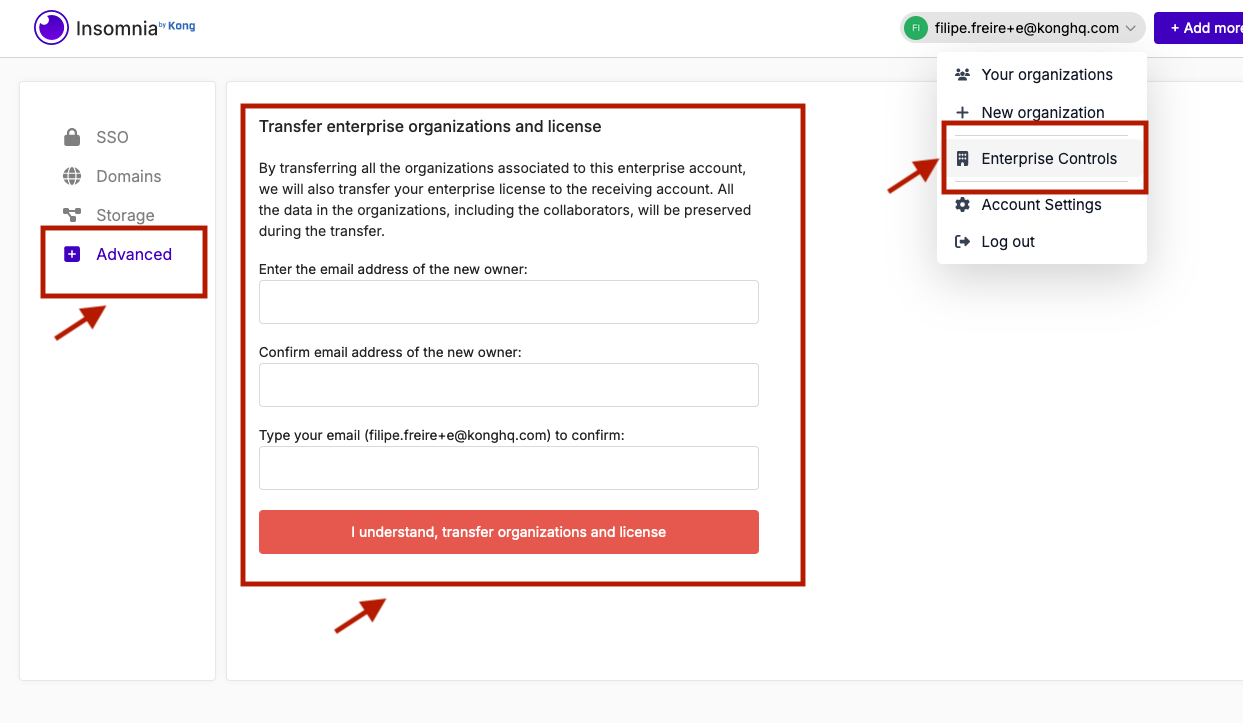 Insomnia by Kong
FI filipe.freire+e@konghq.com
+ Add more
Your organizations
New organization
Enterprise Controls
Account Settings
Log out
SSO
Domains
Storage
Advanced
Transfer enterprise organizations and license
By transferring all the organizations associated to this enterprise account,
we will also transfer your enterprise license to the receiving account. All
the data in the organizations, including the collaborators, will be preserved
during the transfer.
Enter the email address of the new owner:
Confirm email address of the new owner:
Type your email (filipe.freire+e@konghq.com) to confirm:
I understand, transfer organizations and license